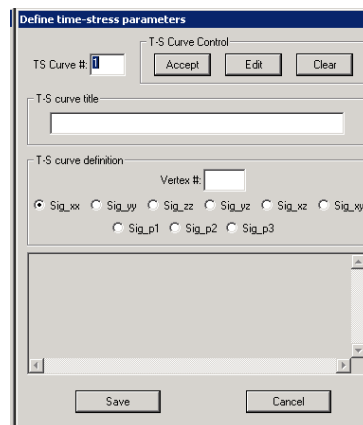 Define time-stress parameters
T-S Curve Control
TS Curve #: 1 Accept Edit Clear
T-S curve title
T-S curve definition
Vertex #:
Sig_xx Sig_yy Sig_zz Sig_yz Sig_xz Sig_xy
Sig_p1 Sig_p2 Sig_p3
Save Cancel